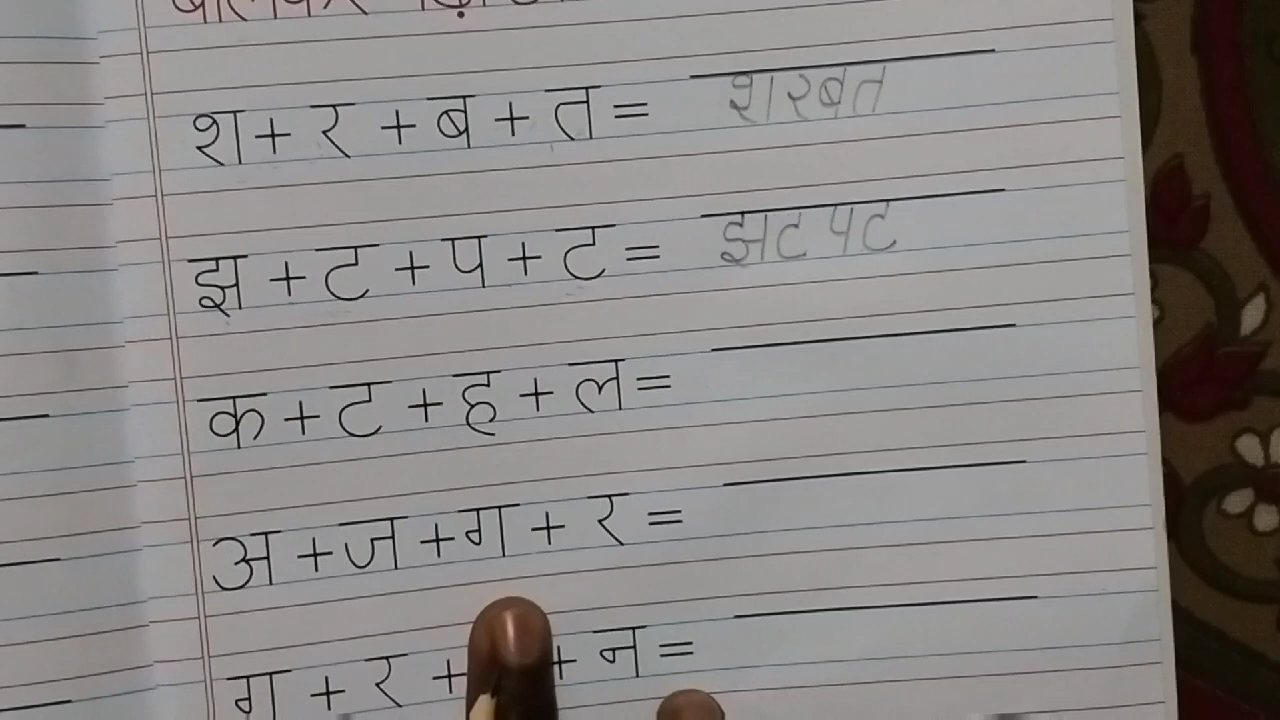 श + र + ब + त = शरबत
झ + ट + प + ट = झटपट
क + ट + ह + ल =
अ + ज + ग + र =
ग + र + + न =